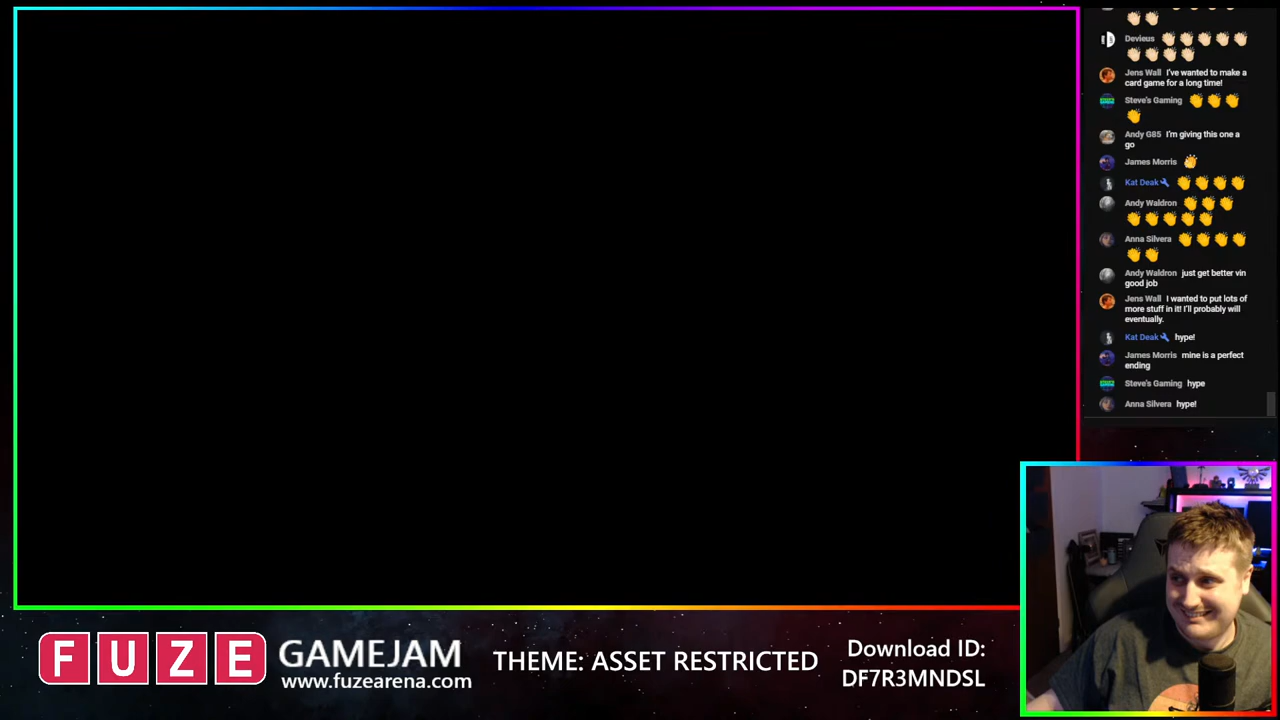 Devieus 👏🏻👏🏻👏🏻👏🏻👏🏻
👏🏻👏🏻👏🏻👏🏻
Jens Wall I've wanted to make a
card game for a long time!
Steve's Gaming 👏👏👏
👏
Andy G85 I'm giving this one a
go
James Morris 👏
Kat Deak 👏👏👏👏
Andy Waldron 👏👏👏
👏👏👏👏👏
Anna Silvera 👏👏👏👏
👏👏
Andy Waldron just get better vin
good job
Jens Wall I wanted to put lots of
more stuff in it! I'll probably will
eventually.
Kat Deak hype!
James Morris mine is a perfect
ending
Steve's Gaming hype
Anna Silvera hype!
FUZE GAMEJAM
www.fuzearena.com
THEME: ASSET RESTRICTED
Download ID:
DF7R3MNDSL